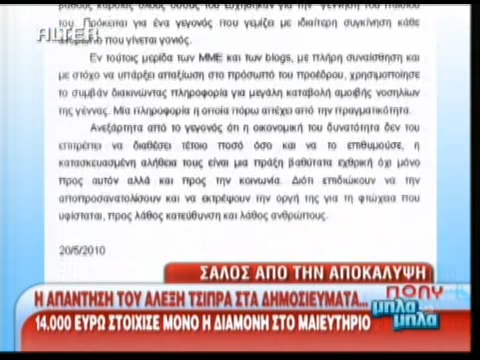 βάθους καρδιάς όλους όσους του ευχήθηκαν για την γέννηση του παιδιού
του. Πρόκειται για ένα γεγονός που γεμίζει με ιδιαίτερη συγκίνηση κάθε
ALTER
άνθρωπο που γίνεται γονιός.
Εν τούτοις μερίδα των ΜΜΕ και των blogs, με πλήρη συναίσθηση και
με στόχο να υπάρξει απαξίωση στο πρόσωπό του προέδρου, χρησιμοποίησε
το συμβάν διακινώντας πληροφορία για μεγάλη καταβολή αμοιβής νοσηλίων
της γέννας. Μία πληροφορία η οποία πόρω απέχει από την πραγματικότητα.
Ανεξάρτητα από το γεγονός ότι η οικονομική του δυνατότητα δεν του
επιτρέπει να διαθέσει τέτοιο ποσό όσο και να το επιθυμούσε, η
κατασκευασμένη αλήθεια τους είναι μια πράξη βαθύτατα εχθρική όχι μόνο
προς αυτόν αλλά και προς την κοινωνία. Διότι επιδιώκουν να την
αποπροσανατολίσουν και να εκτρέψουν την οργή της για τη φτώχεια που
υφίσταται, προς λάθος κατεύθυνση και λάθος ανθρώπους.
20/5/2010
ΣΑΛΟΣ ΑΠΟ ΤΗΝ ΑΠΟΚΑΛΥΨΗ
Η ΑΠΑΝΤΗΣΗ ΤΟΥ ΑΛΕΞΗ ΤΣΙΠΡΑ ΣΤΑ ΔΗΜΟΣΙΕΥΜΑΤΑ...
14.000 ΕΥΡΩ ΣΤΟΙΧΙΣΕ ΜΟΝΟ Η ΔΙΑΜΟΝΗ ΣΤΟ ΜΑΙΕΥΤΗΡΙΟ
ΠΟΛΥ
μπλα
μπλα